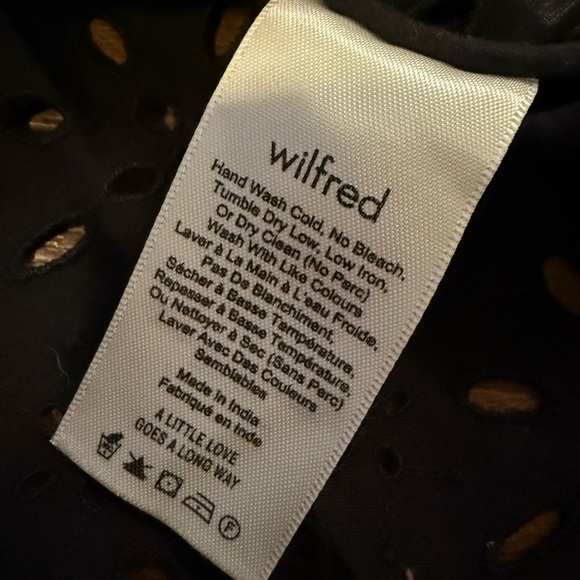 wilfred
Hand Wash Cold, No Bleach,
Tumble Dry Low, Low Iron,
Or Dry Clean (No Perc)
Wash With Like Colours
Laver à La Main à L'eau Froide,
Pas De Blanchiment,
Sécher à Basse Température,
Repasser à Basse Température,
Ou Nettoyer à Sec (Sans Perc)
Laver Avec Des Couleurs
Semblables
Made in India
Fabriqué en Inde
A LITTLE LOVE
GOES A LONG WAY
F